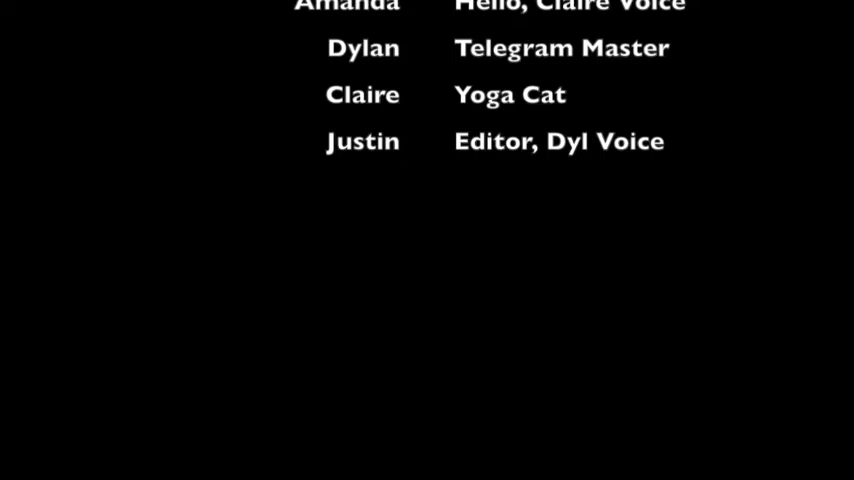 Amanda Hello, Claire Voice
Dylan Telegram Master
Claire Yoga Cat
Justin Editor, Dyl Voice